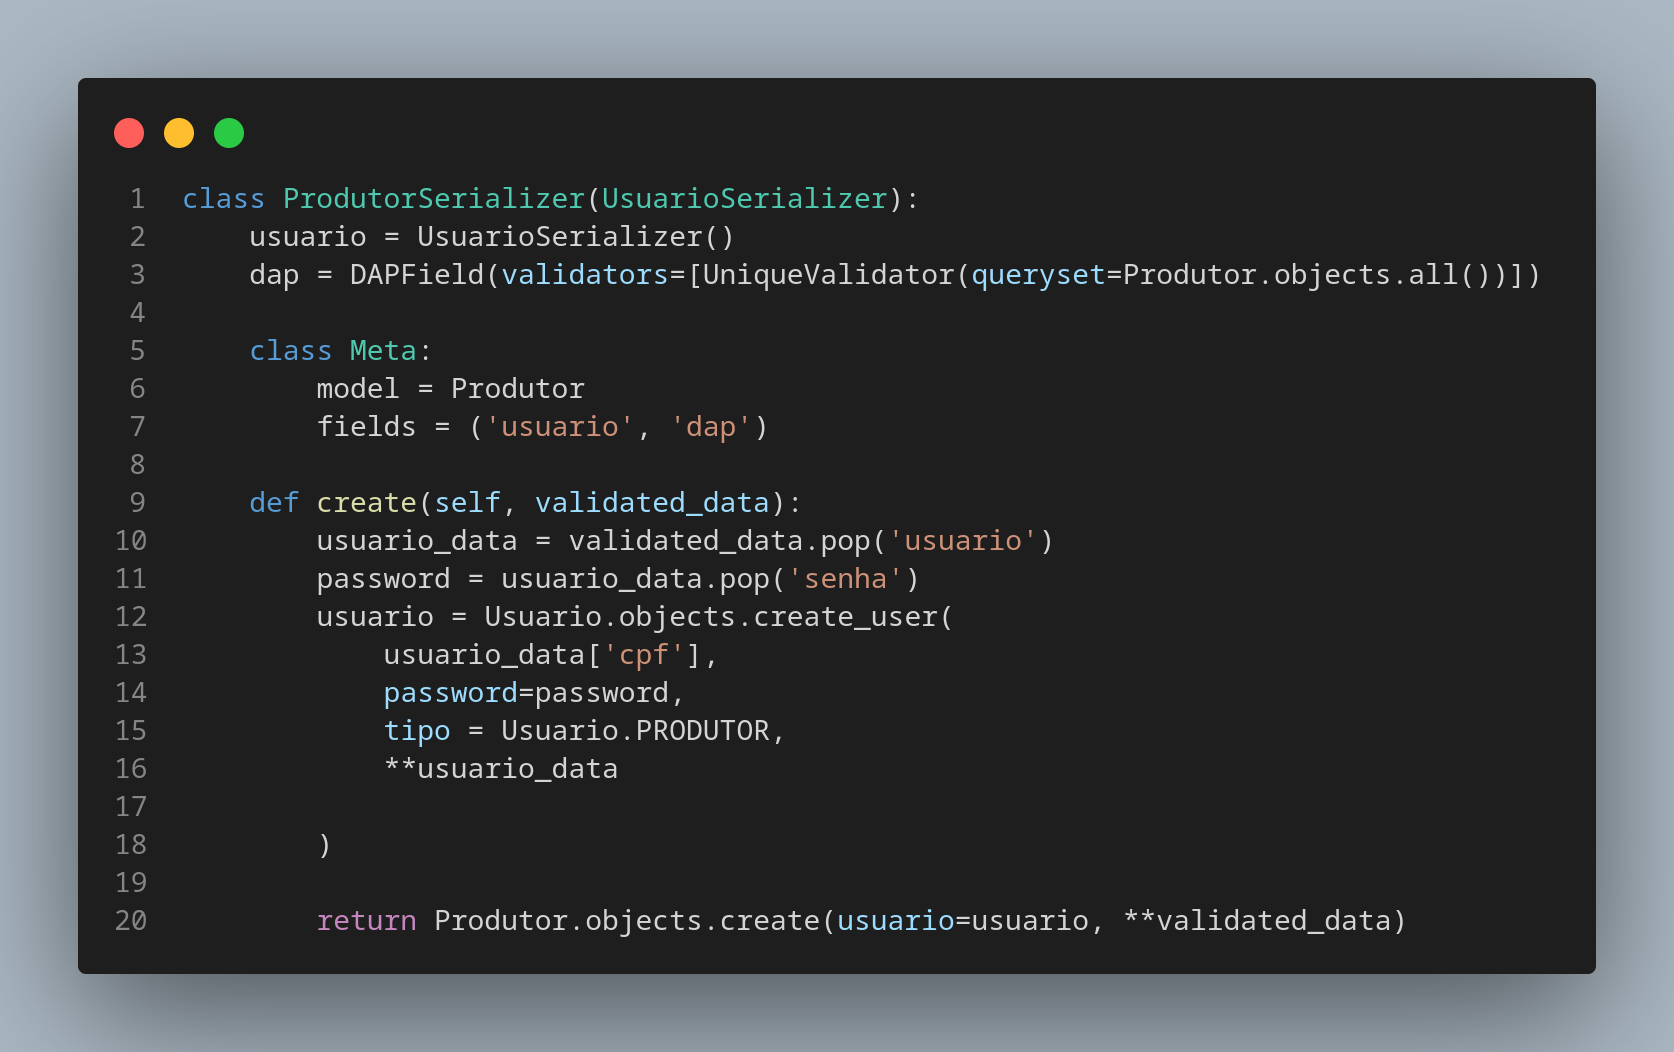 1 class ProdutorSerializer(UsuarioSerializer):
2     usuario = UsuarioSerializer()
3     dap = DAPField(validators=[UniqueValidator(queryset=Produtor.objects.all())])
4
5     class Meta:
6         model = Produtor
7         fields = ('usuario', 'dap')
8
9     def create(self, validated_data):
10         usuario_data = validated_data.pop('usuario')
11         password = usuario_data.pop('senha')
12         usuario = Usuario.objects.create_user(
13             usuario_data['cpf'],
14             password=password,
15             tipo = Usuario.PRODUTOR,
16             **usuario_data
17
18         )
19
20         return Produtor.objects.create(usuario=usuario, **validated_data)